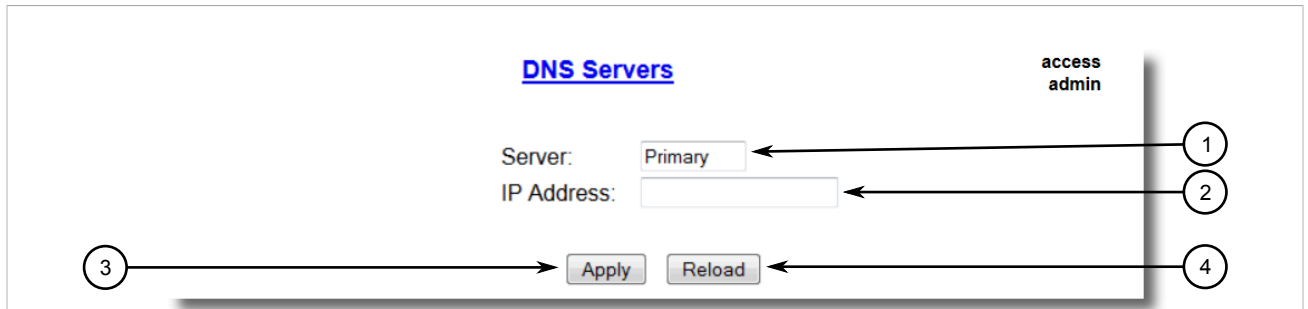 DNS Servers
access
admin
Server: Primary 1
IP Address: 2
3 Apply Reload 4